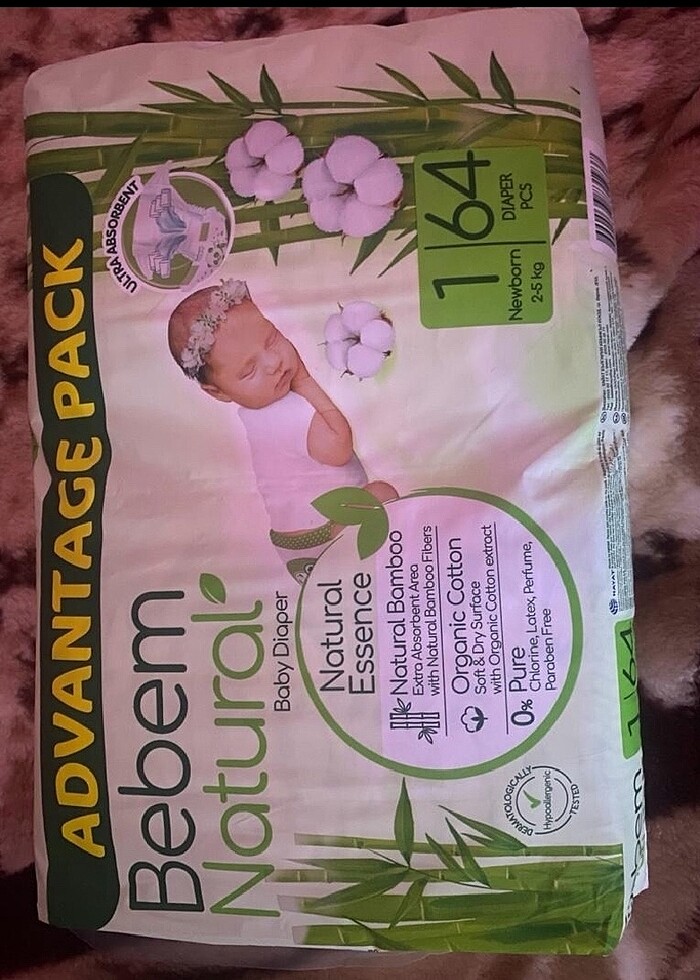 ADVANTAGE PACK
Bebem
Natural
Baby Diaper
ULTRA ABSORBENT
1 64
Newborn DIAPER
2-5 kg PCS
Natural
Essence
Natural Bamboo
Extra Absorbent Area
with Natural Bamboo Fibers
Organic Cotton
Soft & Dry Surface
with Organic Cotton extract
0% Pure
Chlorine, Latex, Perfume,
Paraben Free
DERMATOLOGICALLY
Hypoallergenic
TESTED
HAYAT
bem
1 64